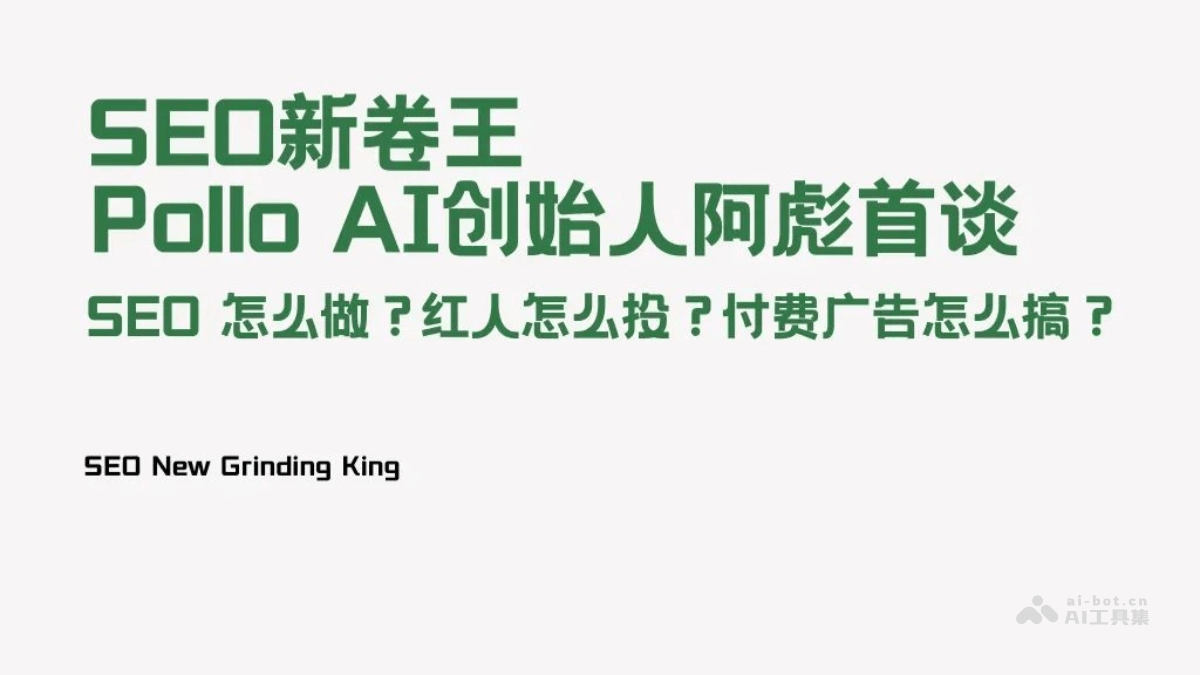 SEO新卷王
Pollo AI创始人阿彪首谈
SEO 怎么做？红人怎么投？付费广告怎么搞？
SEO New Grinding King
ai-bot.cn
AI工具集